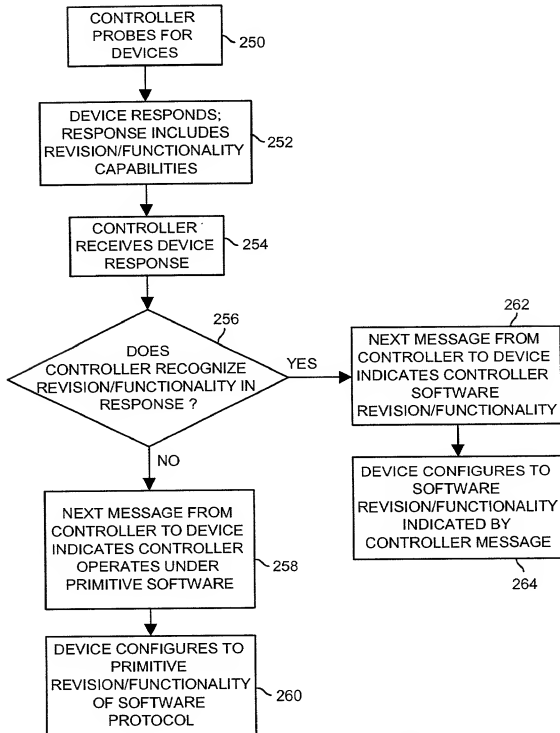 CONTROLLER
PROBES FOR
DEVICES
250
DEVICE RESPONDS;
RESPONSE INCLUDES
REVISION/FUNCTIONALITY
CAPABILITIES
252
CONTROLLER
RECEIVES DEVICE
RESPONSE
254
256
DOES
CONTROLLER RECOGNIZE
REVISION/FUNCTIONALITY IN
RESPONSE ?
YES
NO
262
NEXT MESSAGE FROM
CONTROLLER TO DEVICE
INDICATES CONTROLLER
SOFTWARE
REVISION/FUNCTIONALITY
DEVICE CONFIGURES TO
SOFTWARE
REVISION/FUNCTIONALITY
INDICATED BY
CONTROLLER MESSAGE
264
NEXT MESSAGE FROM
CONTROLLER TO DEVICE
INDICATES CONTROLLER
OPERATES UNDER
PRIMITIVE SOFTWARE
258
DEVICE CONFIGURES TO
PRIMITIVE
REVISION/FUNCTIONALITY
OF SOFTWARE
PROTOCOL
260